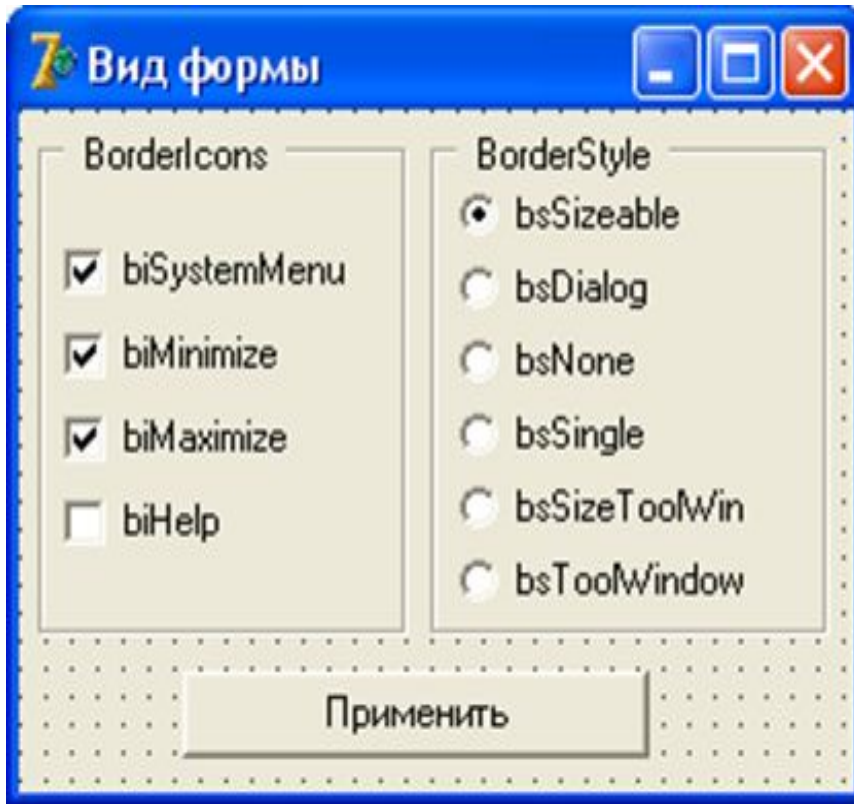 Вид формы
BorderIcons
biSystemMenu
biMinimize
biMaximize
biHelp
BorderStyle
bsSizeable
bsDialog
bsNone
bsSingle
bsSizeToolWin
bsToolWindow
Применить